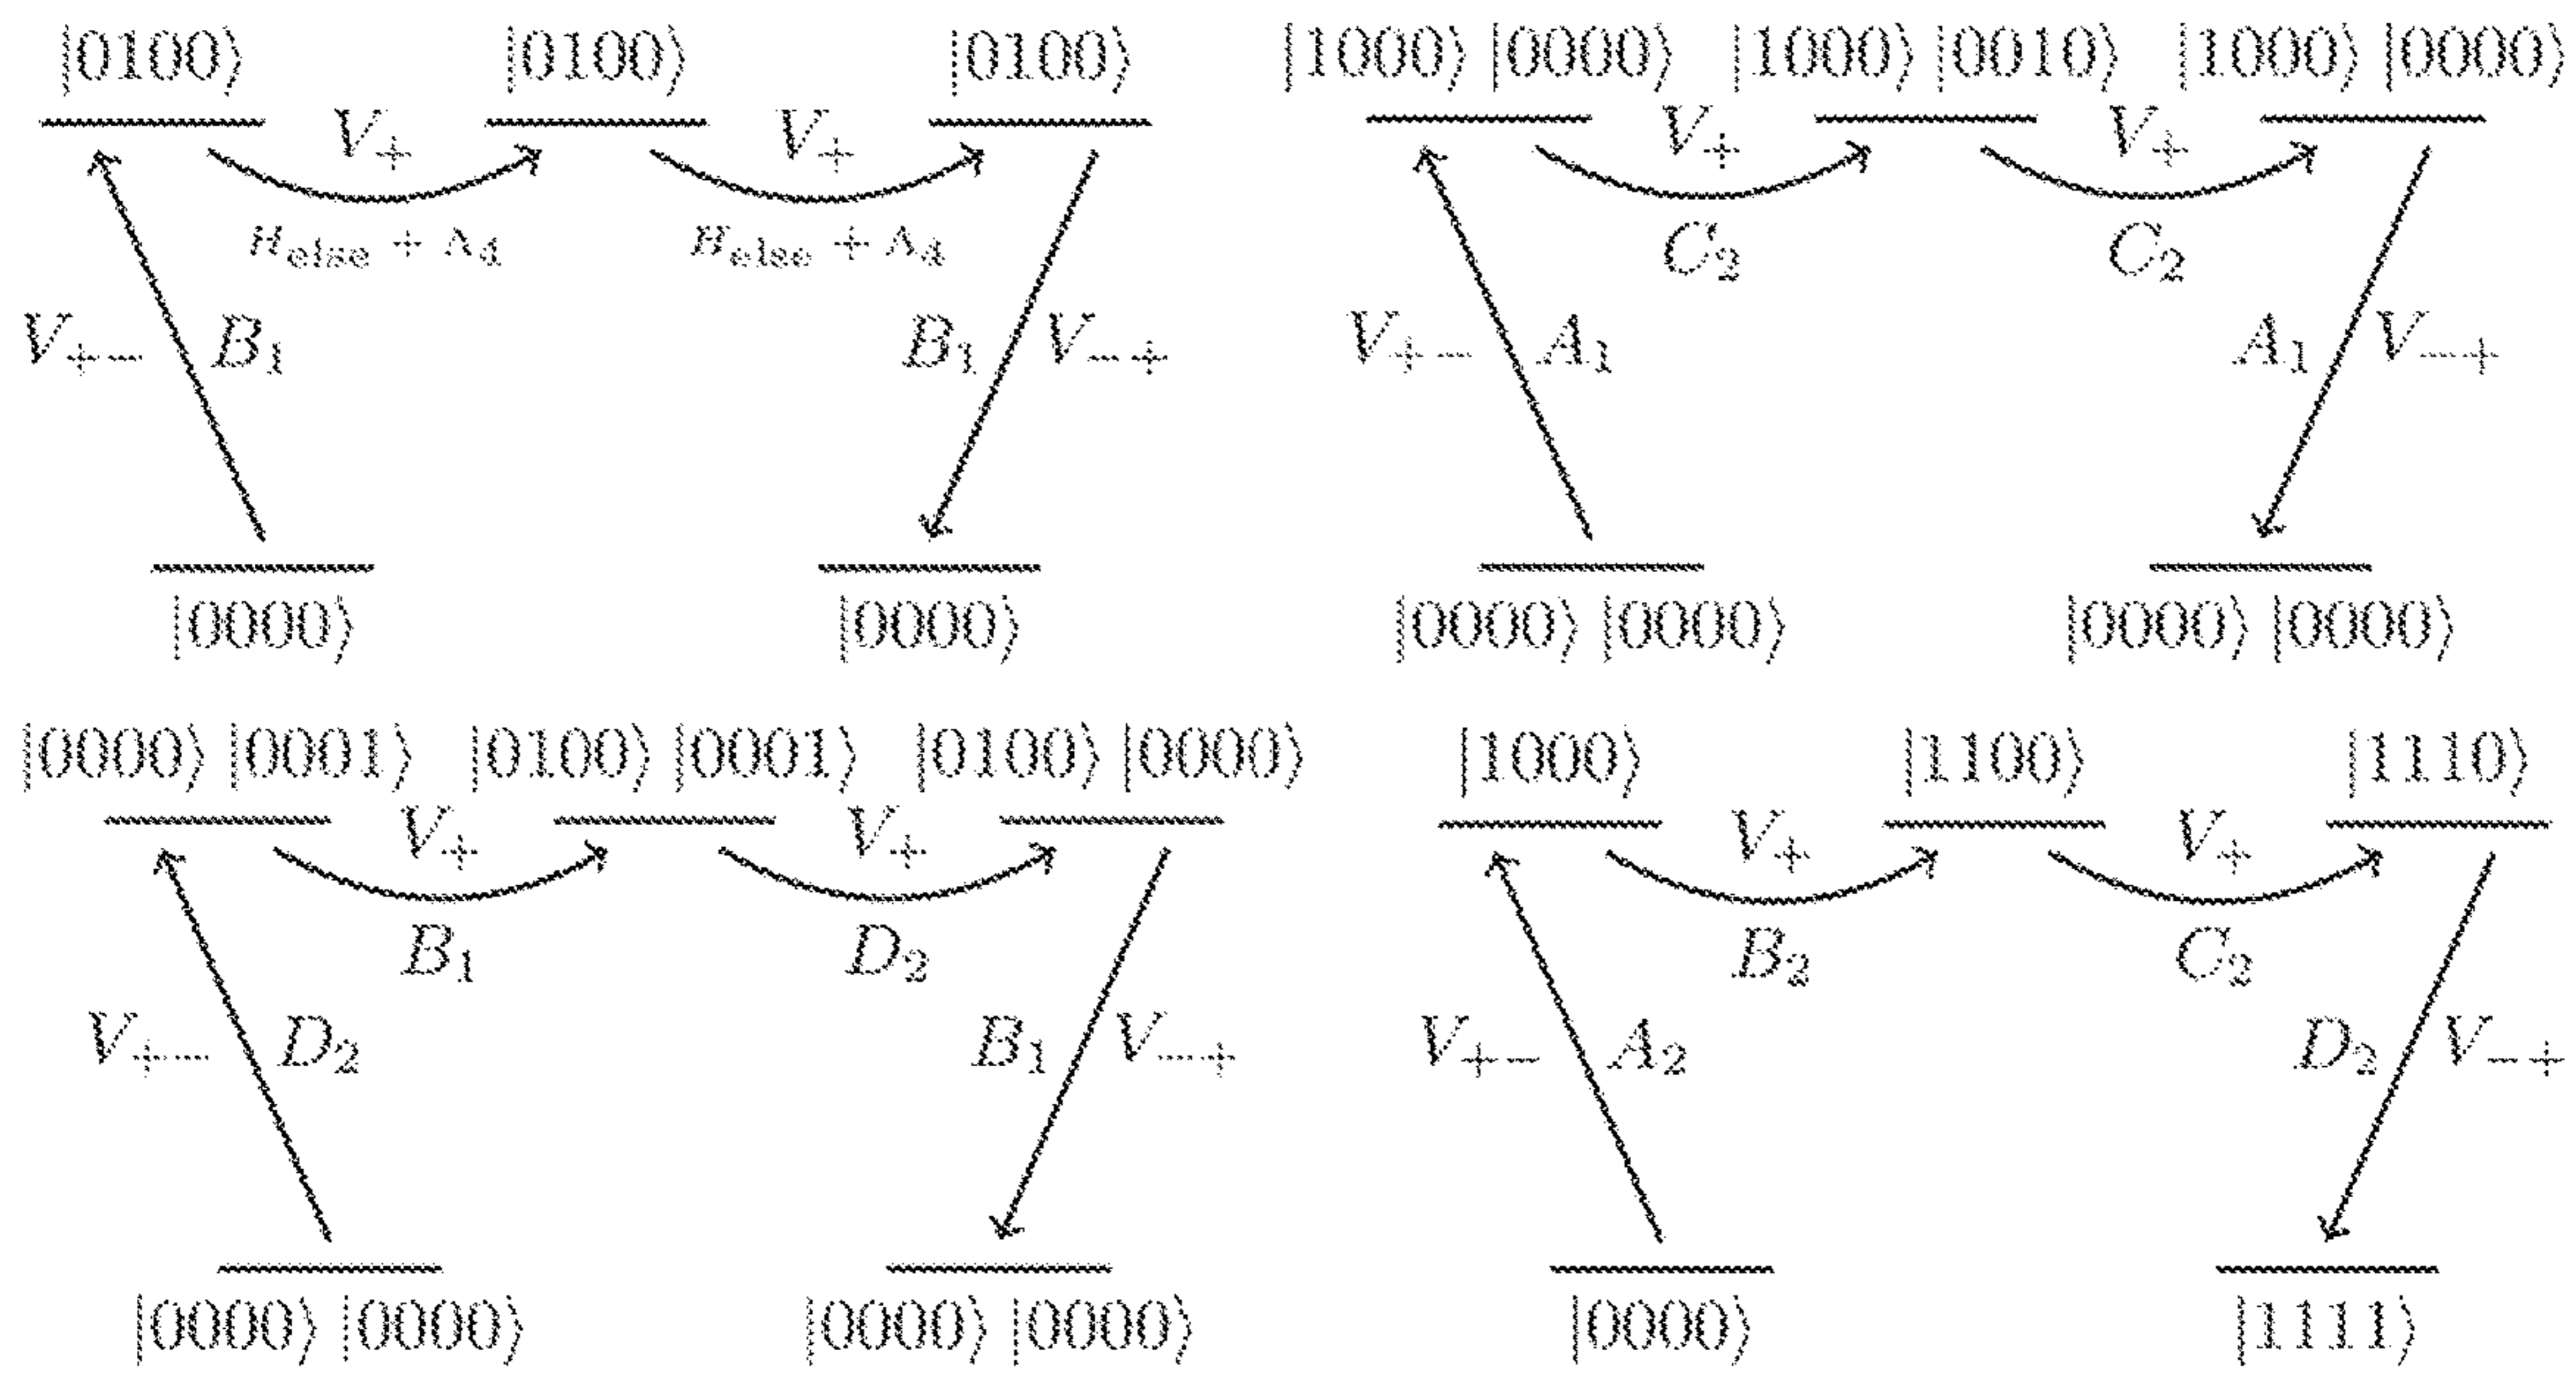 |0100⟩ |0100⟩ |0100⟩
V₊ V₊
H_else + Λ₄ H_else + Λ₄
V₊₋ B₁ B₁ V₋₊
|0000⟩ |0000⟩
|1000⟩ |0000⟩ |1000⟩ |0010⟩ |1000⟩ |0000⟩
V₊ V₊
C₂ C₂
V₊₋ A₁ A₁ V₋₊
|0000⟩ |0000⟩ |0000⟩ |0000⟩
|0000⟩ |0001⟩ |0100⟩ |0001⟩ |0100⟩ |0000⟩
V₊ V₊
B₁ D₂
V₊₋ D₂ B₁ V₋₊
|0000⟩ |0000⟩ |0000⟩ |0000⟩
|1000⟩ |1100⟩ |1110⟩
V₊ V₊
B₂ C₂
V₊₋ A₂ D₂ V₋₊
|0000⟩ |1111⟩